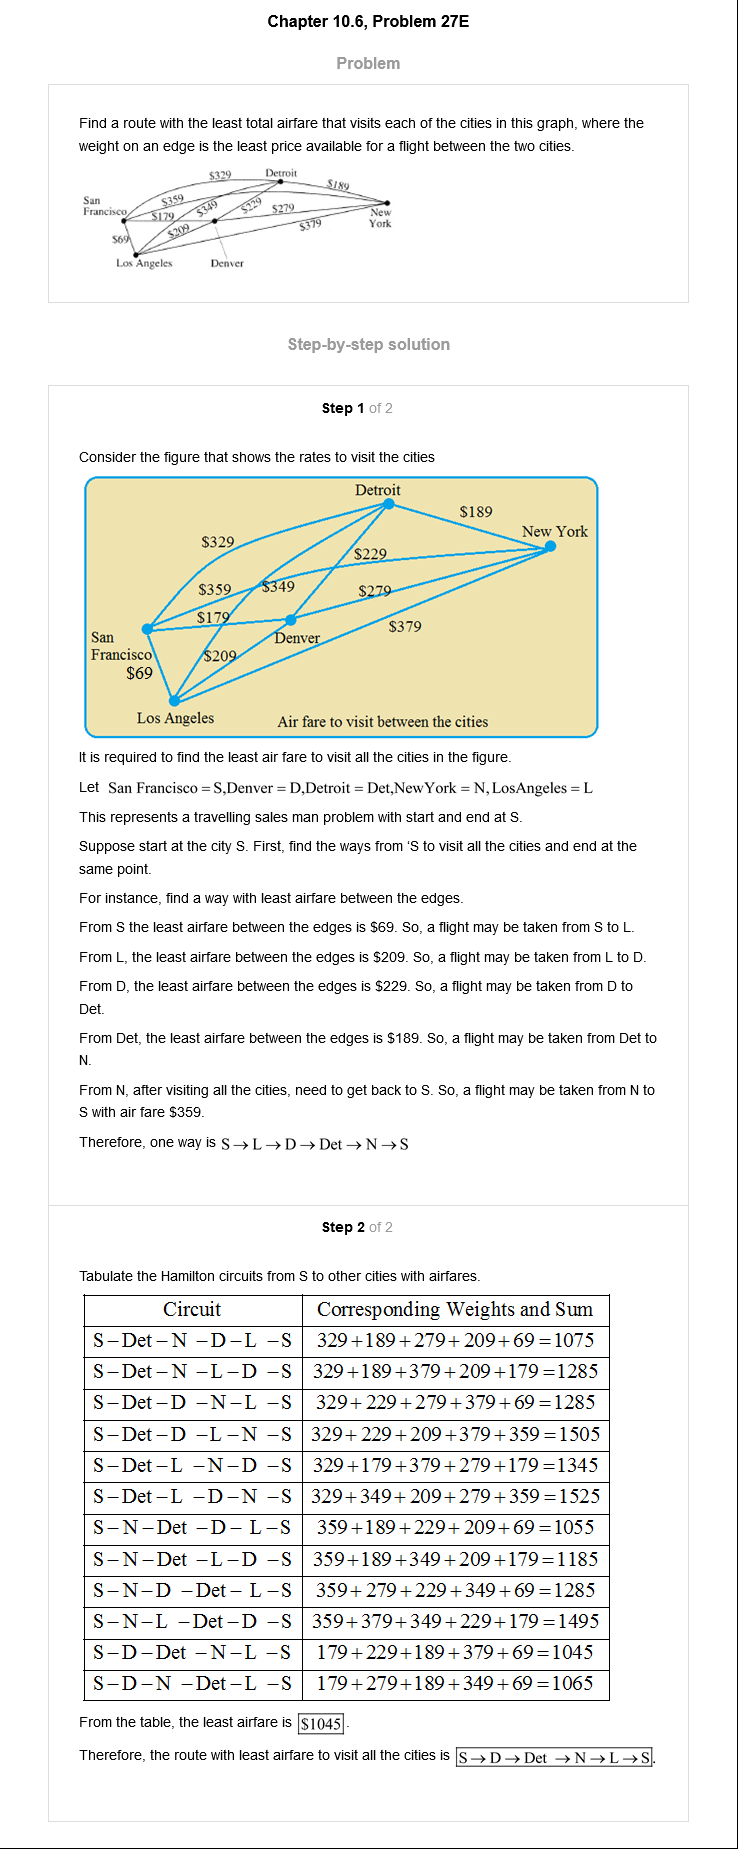 Chapter 10.6, Problem 27E
Problem
Find a route with the least total airfare that visits each of the cities in this graph, where the
weight on an edge is the least price available for a flight between the two cities.
$329
Detroit
$189
San
Francisco
$359
$179
$349
$229
$279
New
York
$69
$209
$379
Los Angeles
Denver
Step-by-step solution
Step 1 of 2
Consider the figure that shows the rates to visit the cities
Detroit
$189
New York
$329
$229
$359
$349
$279
$179
$379
San
Francisco
Denver
$209
$69
Los Angeles
Air fare to visit between the cities
It is required to find the least air fare to visit all the cities in the figure.
Let San Francisco = S,Denver = D,Detroit = Det,NewYork = N, LosAngeles = L
This represents a travelling sales man problem with start and end at S.
Suppose start at the city S. First, find the ways from ‘S to visit all the cities and end at the
same point.
For instance, find a way with least airfare between the edges.
From S the least airfare between the edges is $69. So, a flight may be taken from S to L.
From L, the least airfare between the edges is $209. So, a flight may be taken from L to D.
From D, the least airfare between the edges is $229. So, a flight may be taken from D to
Det.
From Det, the least airfare between the edges is $189. So, a flight may be taken from Det to
N.
From N, after visiting all the cities, need to get back to S. So, a flight may be taken from N to
S with air fare $359.
Therefore, one way is S→L→D→Det→N→S
Step 2 of 2
Tabulate the Hamilton circuits from S to other cities with airfares.
Circuit Corresponding Weights and Sum
S−Det−N −D−L −S 329+189+279+209+69=1075
S−Det−N −L−D −S 329+189+379+209+179=1285
S−Det−D −N−L −S 329+229+279+379+69=1285
S−Det−D −L−N −S 329+229+209+379+359=1505
S−Det−L −N−D −S 329+179+379+279+179=1345
S−Det−L −D−N −S 329+349+209+279+359=1525
S−N−Det −D− L−S 359+189+229+209+69=1055
S−N−Det −L−D −S 359+189+349+209+179=1185
S−N−D −Det− L−S 359+279+229+349+69=1285
S−N−L −Det−D −S 359+379+349+229+179=1495
S−D−Det −N−L −S 179+229+189+379+69=1045
S−D−N −Det−L −S 179+279+189+349+69=1065
From the table, the least airfare is $1045.
Therefore, the route with least airfare to visit all the cities is S→D→Det →N→L→S.